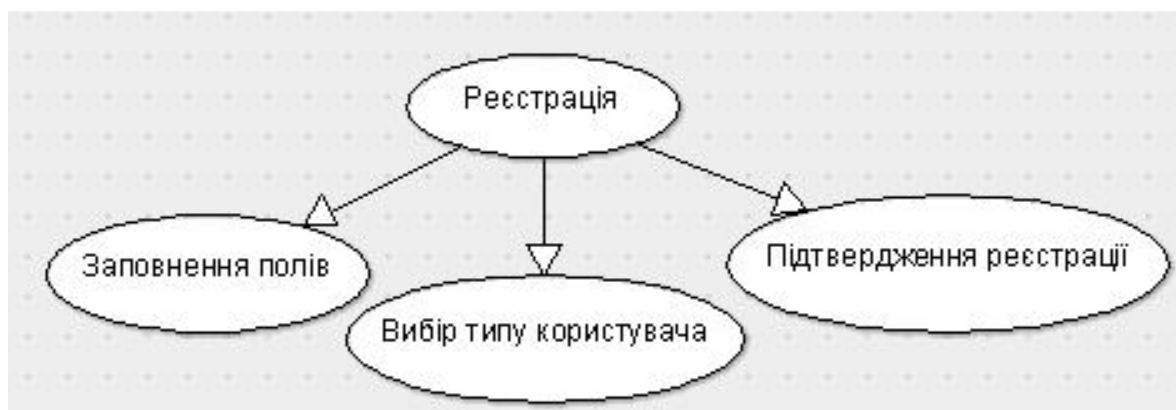 Реєстрація
Заповнення полів
Підтвердження реєстрації
Вибір типу користувача